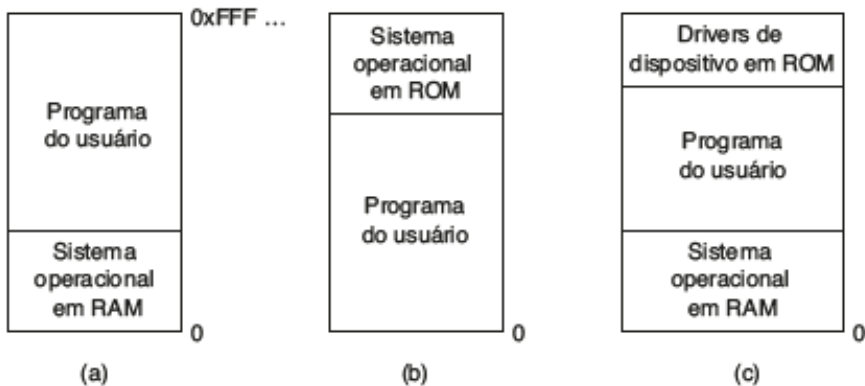 0xFFF ...
Programa
do usuário
Sistema
operacional
em RAM
0
(a)
Sistema
operacional
em ROM
Programa
do usuário
0
(b)
Drivers de
dispositivo em ROM
Programa
do usuário
Sistema
operacional
em RAM
0
(c)